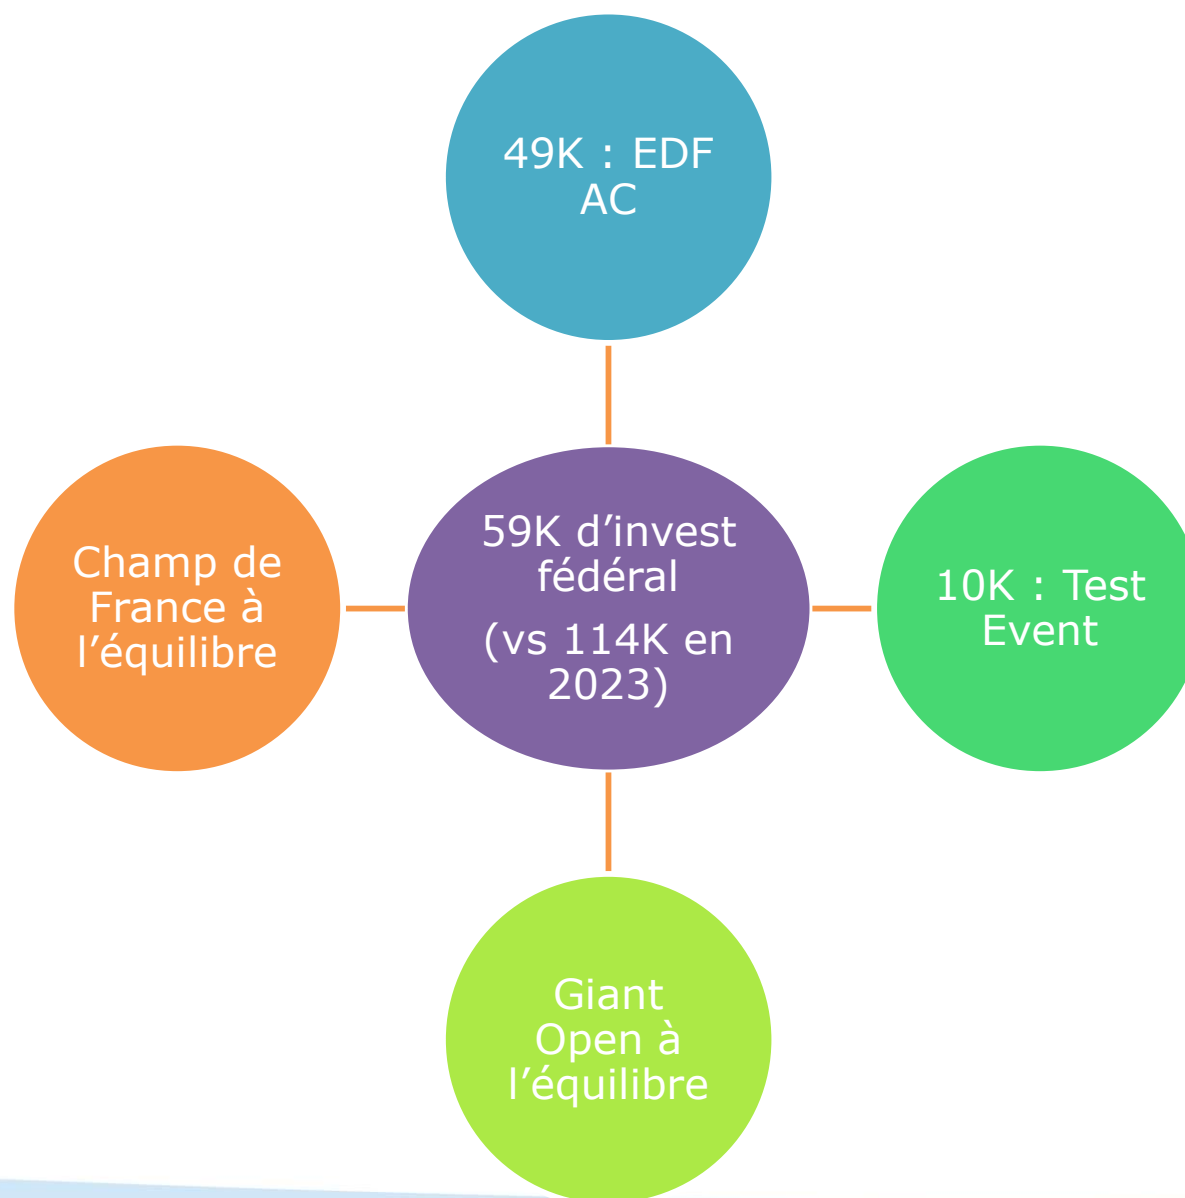 49K : EDF
AC
Champ de
France à
l’équilibre
59K d’invest
fédéral
(vs 114K en
2023)
10K : Test
Event
Giant
Open à
l’équilibre